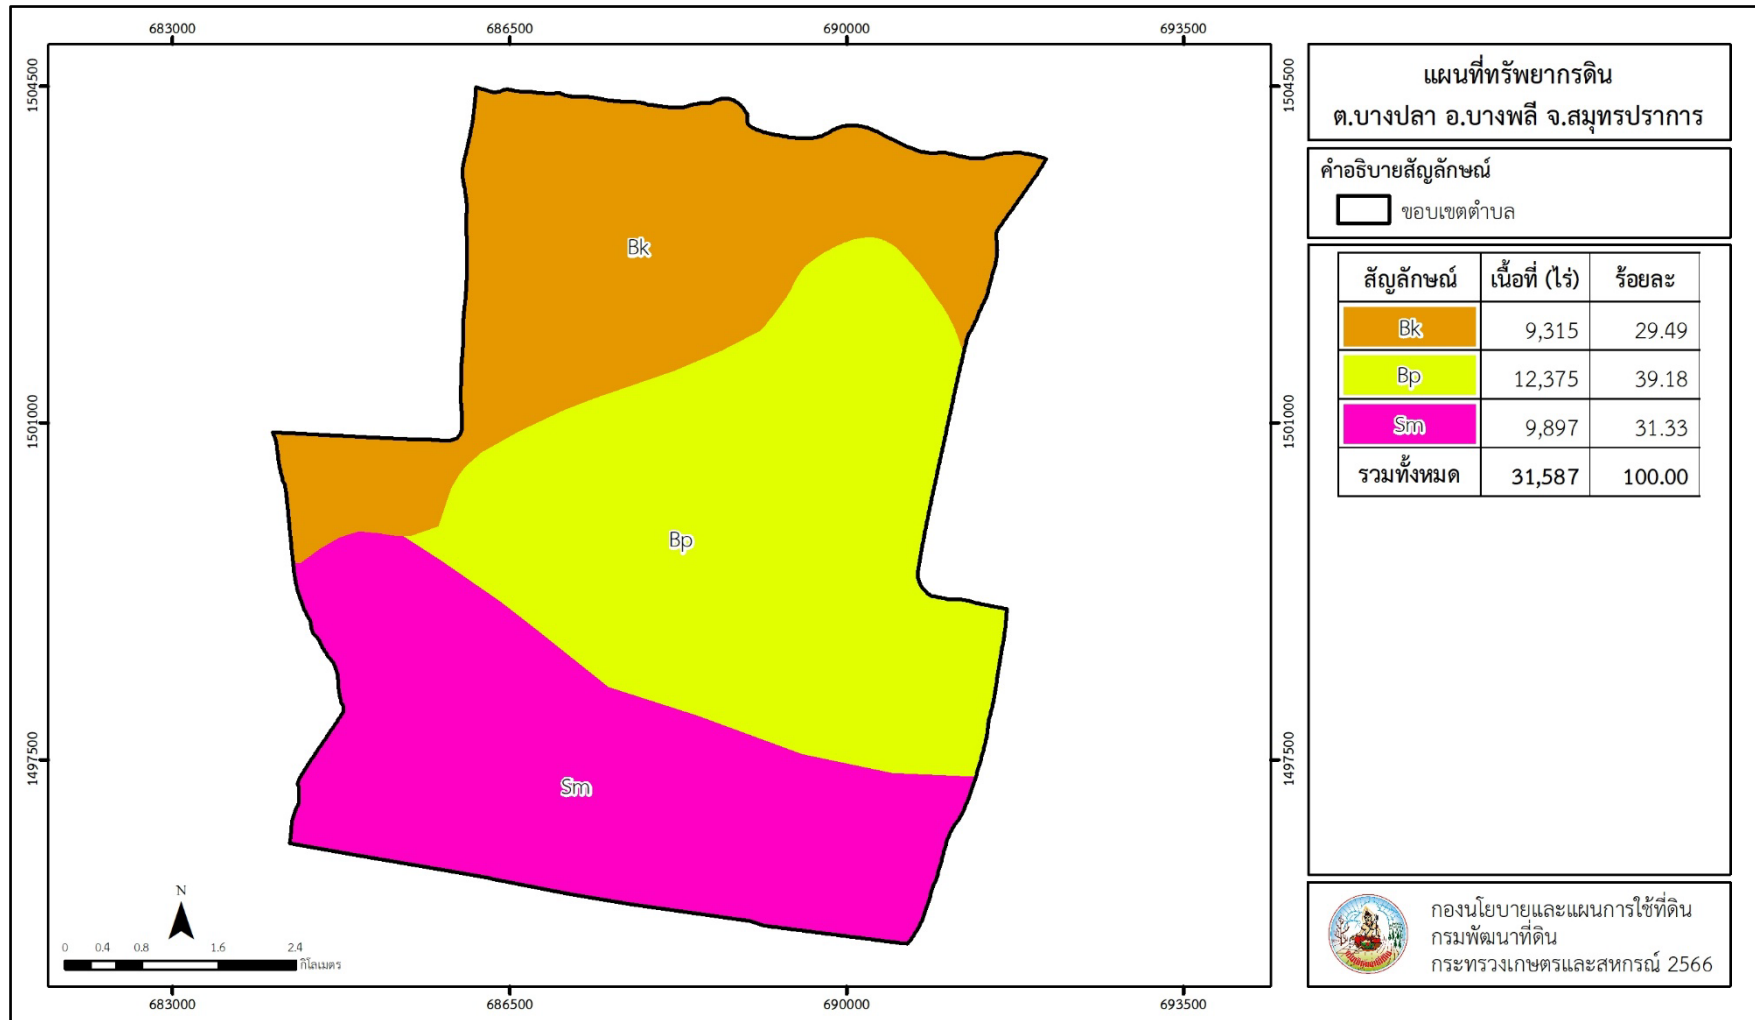 683000
686500
690000
693500
1504500
1504500
แผนที่ทรัพยากรดิน
ต.บางปลา อ.บางพลี จ.สมุทรปราการ
คำอธิบายสัญลักษณ์
ขอบเขตตำบล
สัญลักษณ์ เนื้อที่ (ไร่) ร้อยละ
Bk 9,315 29.49
Bp 12,375 39.18
Sm 9,897 31.33
รวมทั้งหมด 31,587 100.00
Bk
1501000
1501000
Bp
1497500
1497500
Sm
N
0 0.4 0.8 1.6 2.4
กิโลเมตร
683000
686500
690000
693500
กองนโยบายและแผนการใช้ที่ดิน
กรมพัฒนาที่ดิน
กระทรวงเกษตรและสหกรณ์ 2566